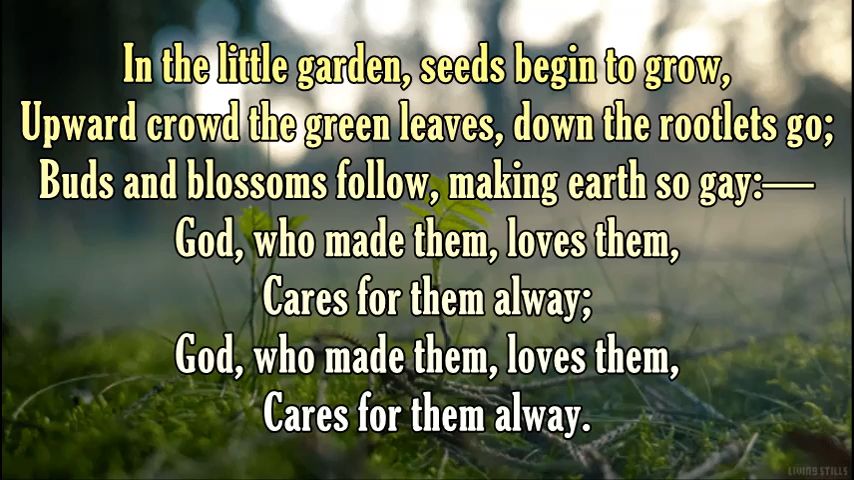 In the little garden, seeds begin to grow,
Upward crowd the green leaves, down the rootlets go;
Buds and blossoms follow, making earth so gay:—
God, who made them, loves them,
Cares for them alway;
God, who made them, loves them,
Cares for them alway.
LIVING STILLS